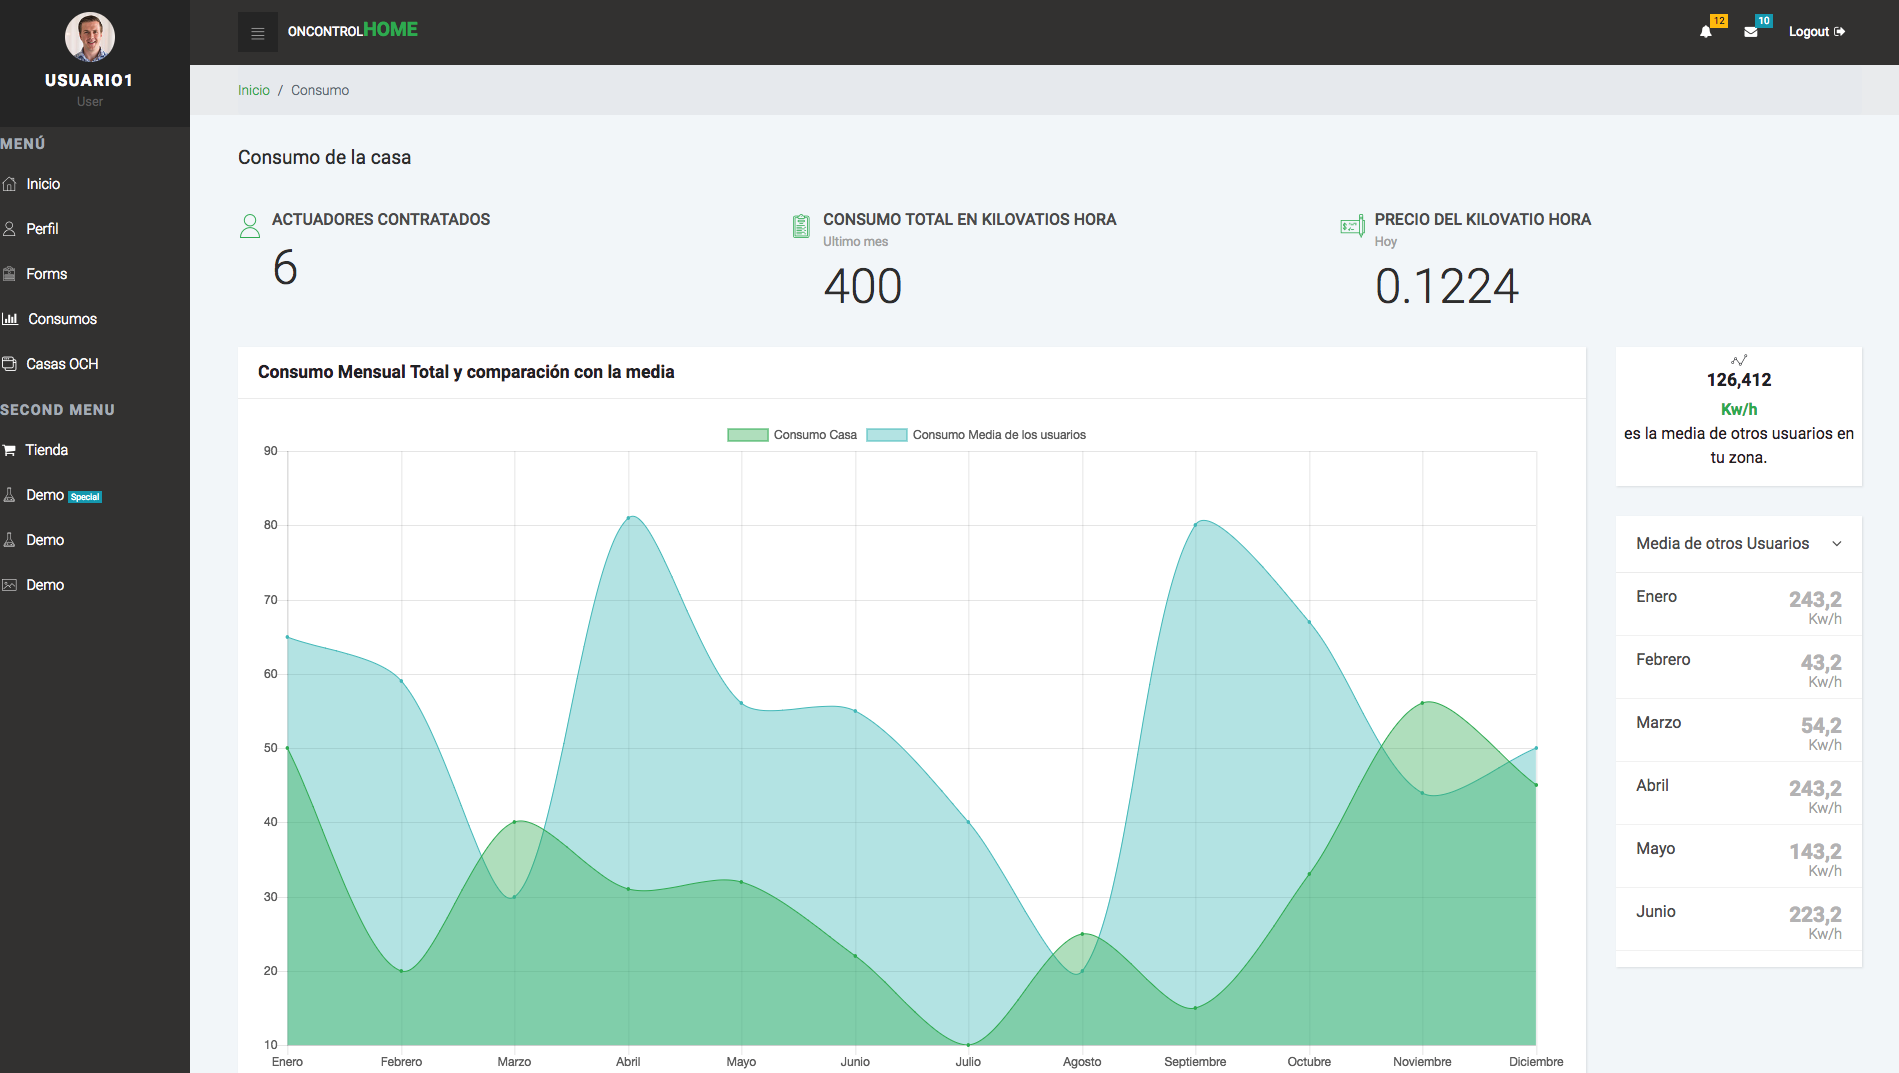 USUARIO1
User
MENÚ
Inicio
Perfil
Forms
Consumos
Casas OCH
SECOND MENU
Tienda
Demo Special
Demo
Demo
ONCONTROLHOME
12
10
Logout
Inicio / Consumo
Consumo de la casa
ACTUADORES CONTRATADOS
6
CONSUMO TOTAL EN KILOVATIOS HORA
Ultimo mes
400
PRECIO DEL KILOVATIO HORA
Hoy
0.1224
Consumo Mensual Total y comparación con la media
Consumo Casa Consumo Media de los usuarios
90
80
70
60
50
40
30
20
10
Enero Febrero Marzo Abril Mayo Junio Julio Agosto Septiembre Octubre Noviembre Diciembre
126,412
Kw/h
es la media de otros usuarios en
tu zona.
Media de otros Usuarios
Enero 243,2
Kw/h
Febrero 43,2
Kw/h
Marzo 54,2
Kw/h
Abril 243,2
Kw/h
Mayo 143,2
Kw/h
Junio 223,2
Kw/h